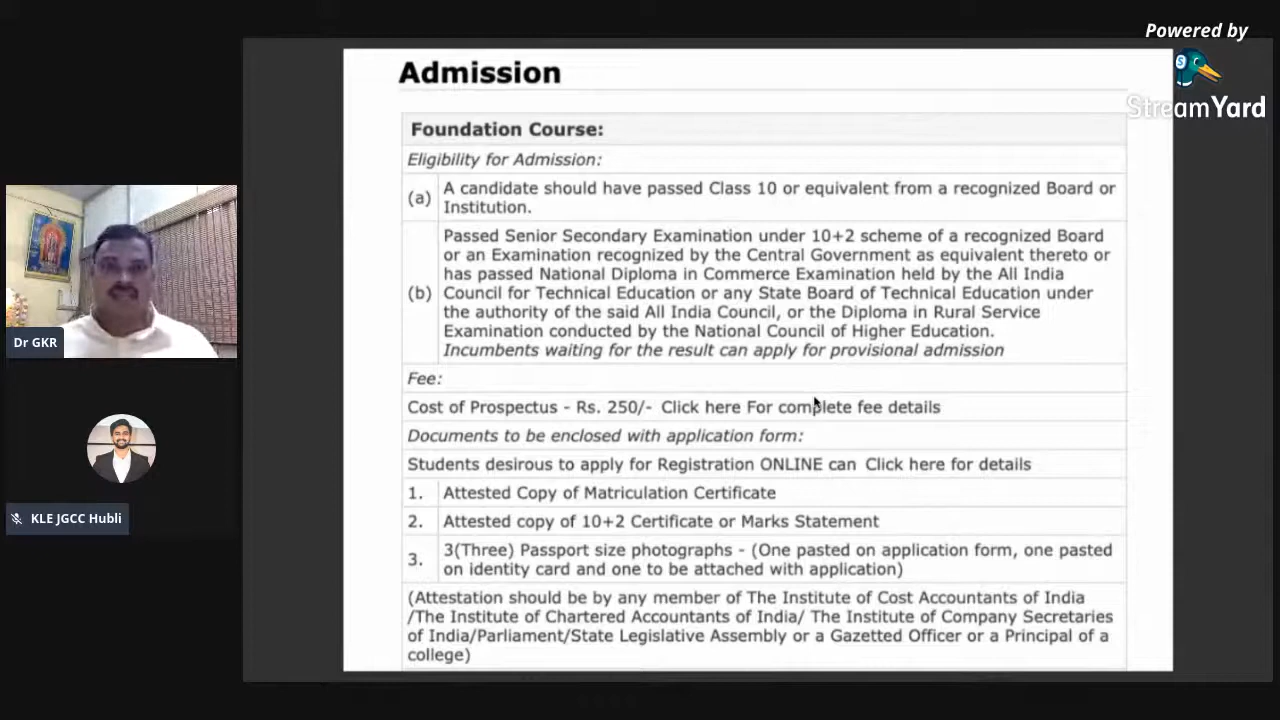 Powered by
StreamYard
Admission
Foundation Course:
Eligibility for Admission:
(a) A candidate should have passed Class 10 or equivalent from a recognized Board or
Institution.
Passed Senior Secondary Examination under 10+2 scheme of a recognized Board
or an Examination recognized by the Central Government as equivalent thereto or
has passed National Diploma in Commerce Examination held by the All India
(b) Council for Technical Education or any State Board of Technical Education under
the authority of the said All India Council, or the Diploma in Rural Service
Examination conducted by the National Council of Higher Education.
Incumbents waiting for the result can apply for provisional admission
Fee:
Cost of Prospectus - Rs. 250/- Click here For complete fee details
Documents to be enclosed with application form:
Students desirous to apply for Registration ONLINE can Click here for details
1. Attested Copy of Matriculation Certificate
2. Attested copy of 10+2 Certificate or Marks Statement
3. 3(Three) Passport size photographs - (One pasted on application form, one pasted
on identity card and one to be attached with application)
(Attestation should be by any member of The Institute of Cost Accountants of India
/The Institute of Chartered Accountants of India/ The Institute of Company Secretaries
of India/Parliament/State Legislative Assembly or a Gazetted Officer or a Principal of a
college)
Dr GKR
KLE JGCC Hubli